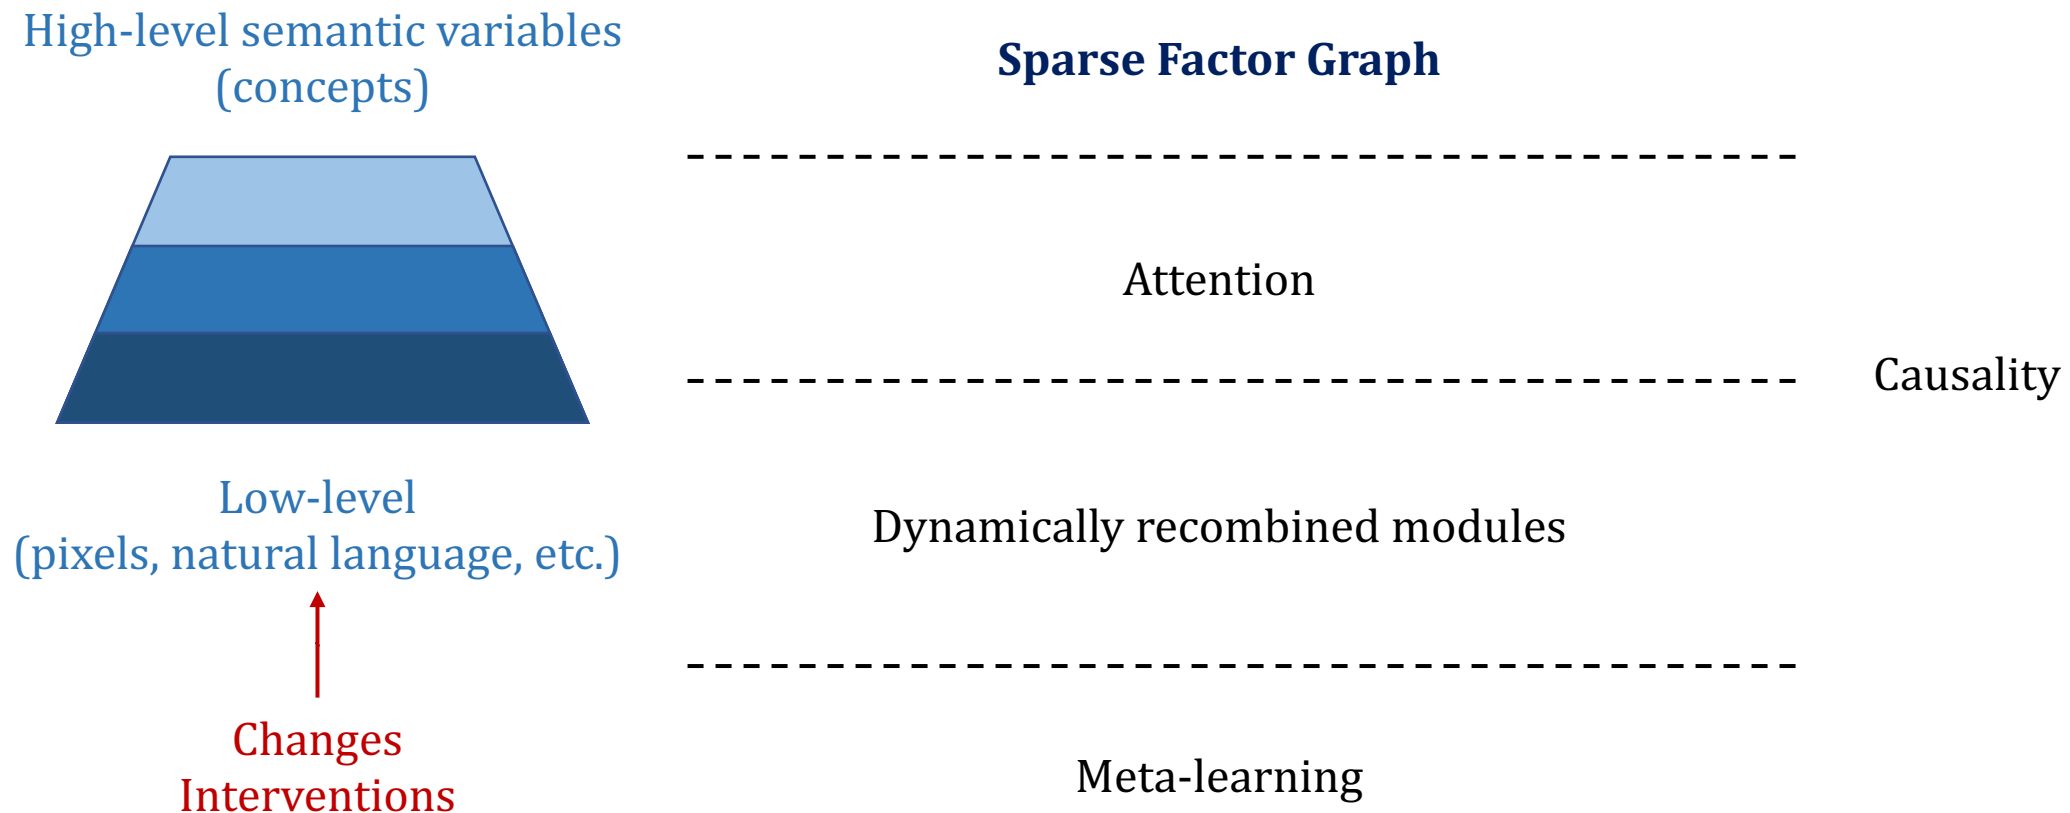 High-level semantic variables
(concepts)
Sparse Factor Graph
Attention
Causality
Low-level
(pixels, natural language, etc.)
Dynamically recombined modules
Changes
Interventions
Meta-learning